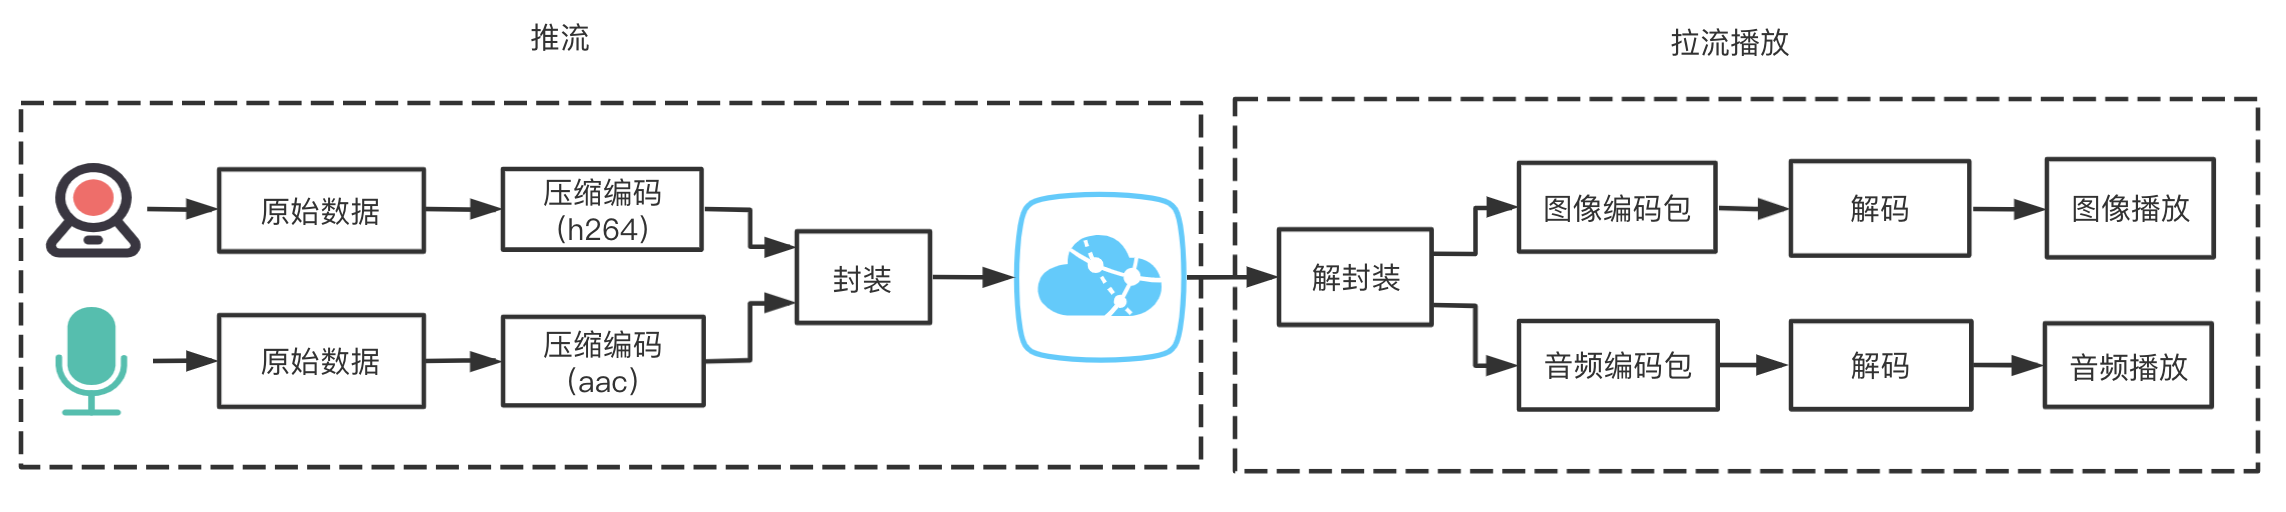 推流
拉流播放
原始数据
压缩编码
(h264)
封装
原始数据
压缩编码
(aac)
解封装
图像编码包
解码
图像播放
音频编码包
解码
音频播放